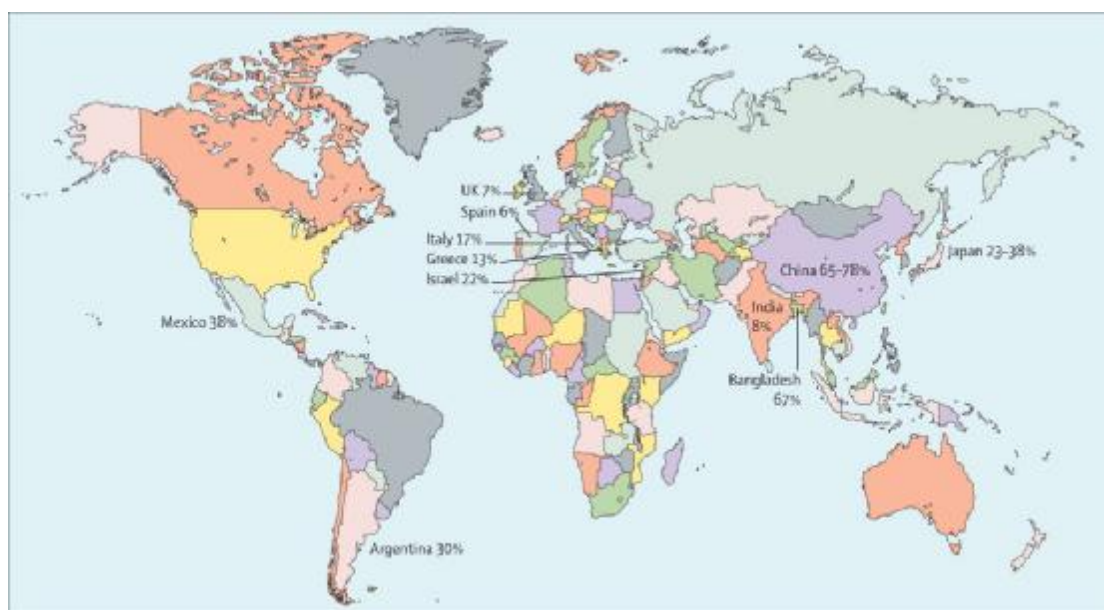 UK 7%
Spain 6%
Italy 17%
Greece 13%
Israel 22%
Japan 23–38%
China 65–78%
India
8%
Mexico 38%
Bangladesh
67%
Argentina 30%